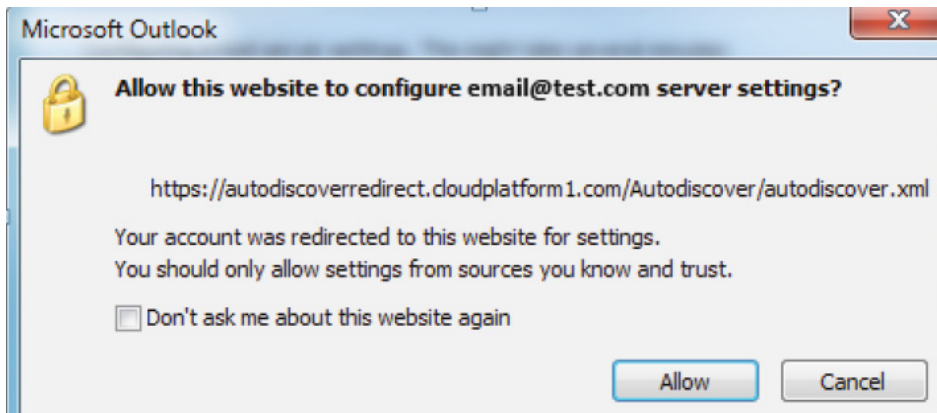 Microsoft Outlook
Allow this website to configure email@test.com server settings?
https://autodiscoverredirect.cloudplatform1.com/Autodiscover/autodiscover.xml
Your account was redirected to this website for settings.
You should only allow settings from sources you know and trust.
Don't ask me about this website again
Allow Cancel